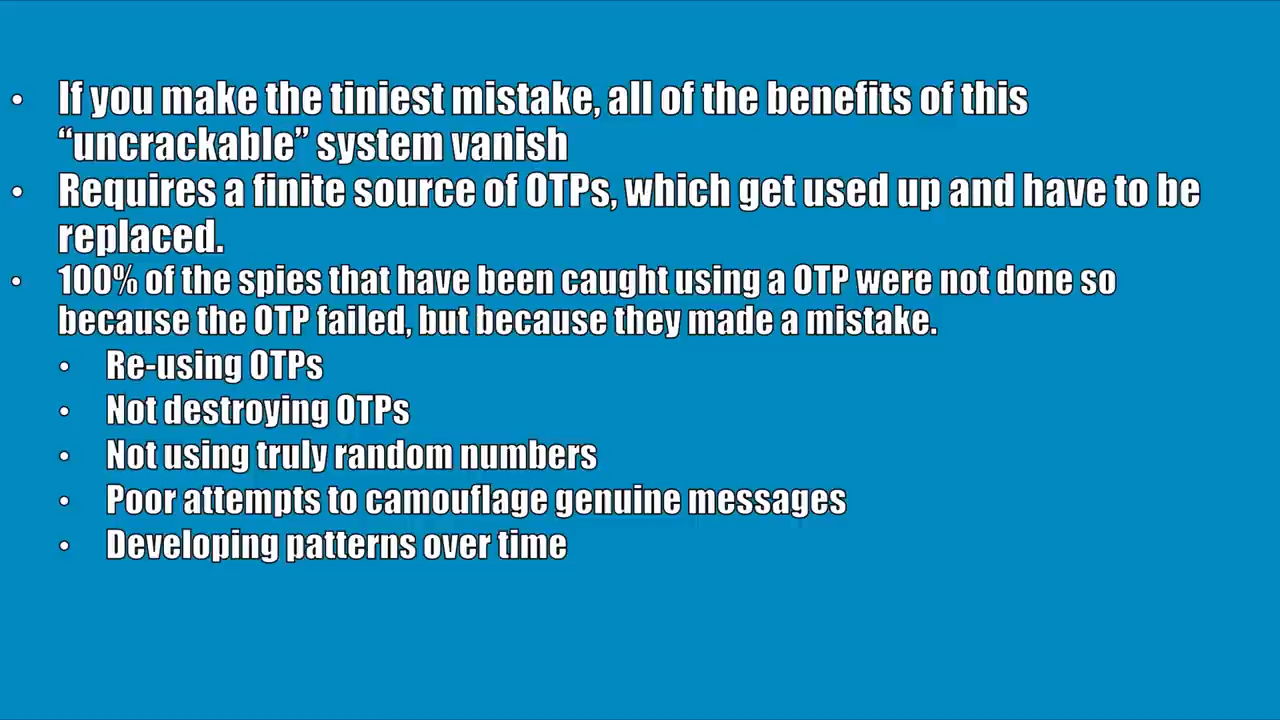 • If you make the tiniest mistake, all of the benefits of this
“uncrackable” system vanish
• Requires a finite source of OTPs, which get used up and have to be
replaced.
• 100% of the spies that have been caught using a OTP were not done so
because the OTP failed, but because they made a mistake.
• Re-using OTPs
• Not destroying OTPs
• Not using truly random numbers
• Poor attempts to camouflage genuine messages
• Developing patterns over time